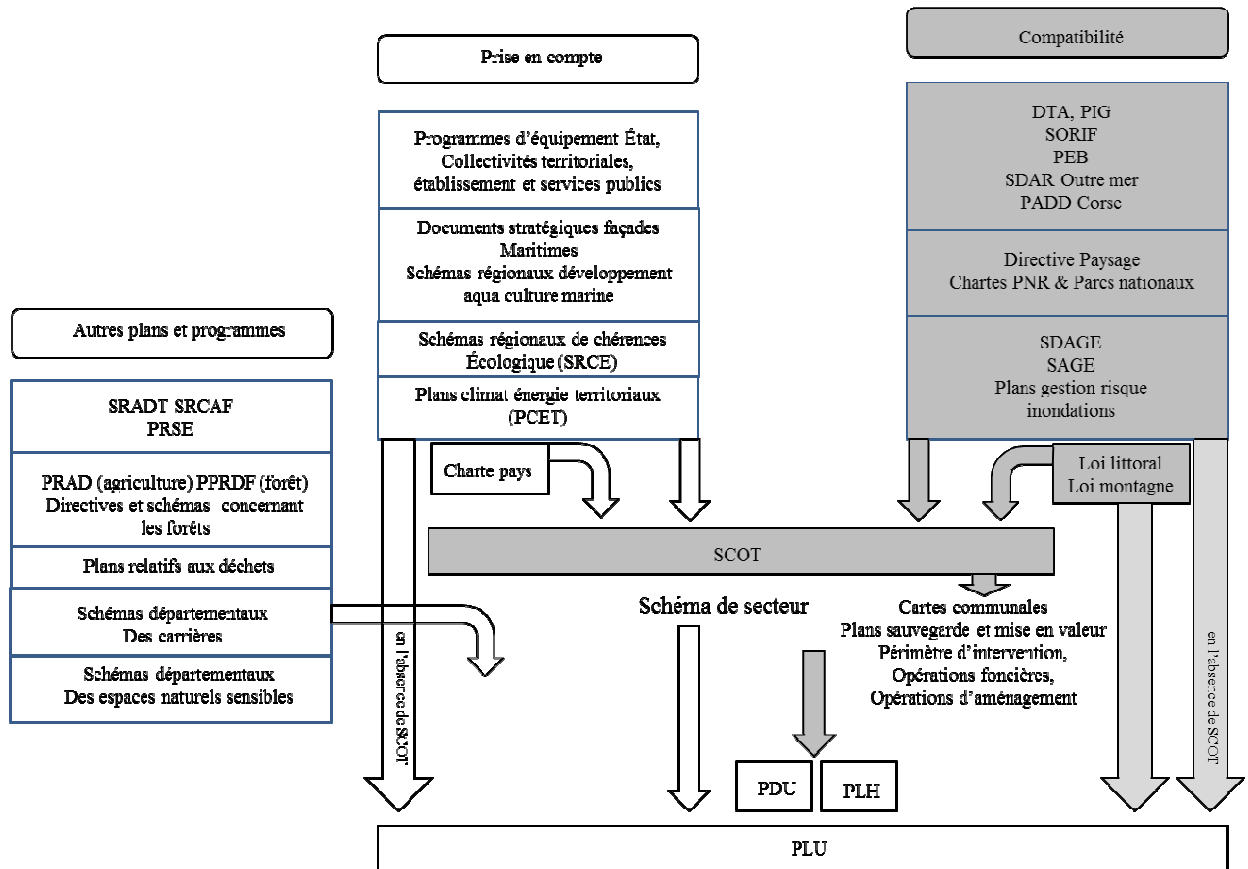 Prise en compte
Programmes d'équipement État,
Collectivités territoriales,
établissement et services publics
Documents stratégiques façades
Maritimes
Schémas régionaux développement
aqua culture marine
Schémas régionaux de chérences
Écologique (SRCE)
Plans climat énergie territoriaux
(PCET)
Compatibilité
DTA, PIG
SORIF
PEB
SDAR Outre mer
PADD Corse
Directive Paysage
Chartes PNR & Parcs nationaux
SDAGE
SAGE
Plans gestion risque
inondations
Autres plans et programmes
SRADT SRCAF
PRSE
PRAD (agriculture) PPRDF (forêt)
Directives et schémas concernant
les forêts
Plans relatifs aux déchets
Schémas départementaux
Des carrières
Schémas départementaux
Des espaces naturels sensibles
Charte pays
Loi littoral
Loi montagne
SCOT
Schéma de secteur
Cartes communales
Plans sauvegarde et mise en valeur
Périmètre d'intervention,
Opérations foncières,
Opérations d'aménagement
en l'absence de SCOT
en l'absence de SCOT
PDU
PLH
PLU